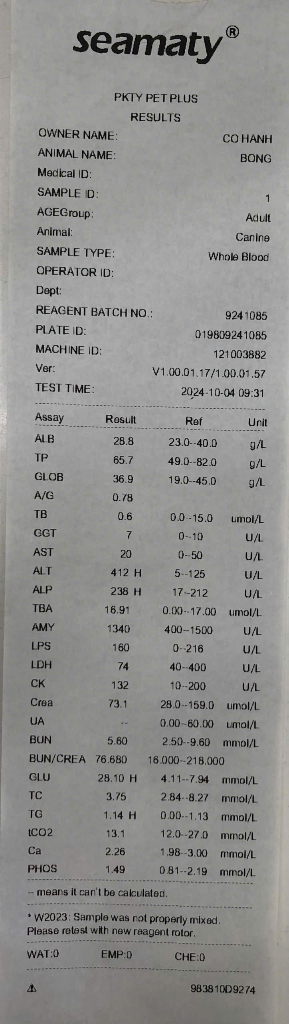 seamaty®
PKTY PET PLUS
RESULTS
OWNER NAME: CO HANH
ANIMAL NAME: BONG
Medical ID:
SAMPLE ID: 1
AGEGroup: Adult
Animal: Canine
SAMPLE TYPE: Whole Blood
OPERATOR ID:
Dept:
REAGENT BATCH NO.: 9241085
PLATE ID: 019809241085
MACHINE ID: 121003882
Ver: V1.00.01.17/1.00.01.57
TEST TIME: 2024-10-04 09:31
Assay Result Ref Unit
ALB 28.8 23.0--40.0 g/L
TP 65.7 49.0--82.0 g/L
GLOB 36.9 19.0--45.0 g/L
A/G 0.78
TB 0.6 0.0--15.0 umol/L
GGT 7 0--10 U/L
AST 20 0--50 U/L
ALT 412 H 5--125 U/L
ALP 238 H 17--212 U/L
TBA 16.91 0.00--17.00 umol/L
AMY 1340 400--1500 U/L
LPS 160 0--216 U/L
LDH 74 40--400 U/L
CK 132 10--200 U/L
Crea 73.1 28.0--159.0 umol/L
UA -- 0.00--60.00 umol/L
BUN 5.60 2.50--9.60 mmol/L
BUN/CREA 76.680 16.000--218.000
GLU 28.10 H 4.11--7.94 mmol/L
TC 3.75 2.84--8.27 mmol/L
TG 1.14 H 0.00--1.13 mmol/L
tCO2 13.1 12.0--27.0 mmol/L
Ca 2.26 1.98--3.00 mmol/L
PHOS 1.49 0.81--2.19 mmol/L
-- means it can't be calculated.
* W2023: Sample was not properly mixed.
Please retest with new reagent rotor.
WAT:0 EMP:0 CHE:0
⚠ 983810D9274